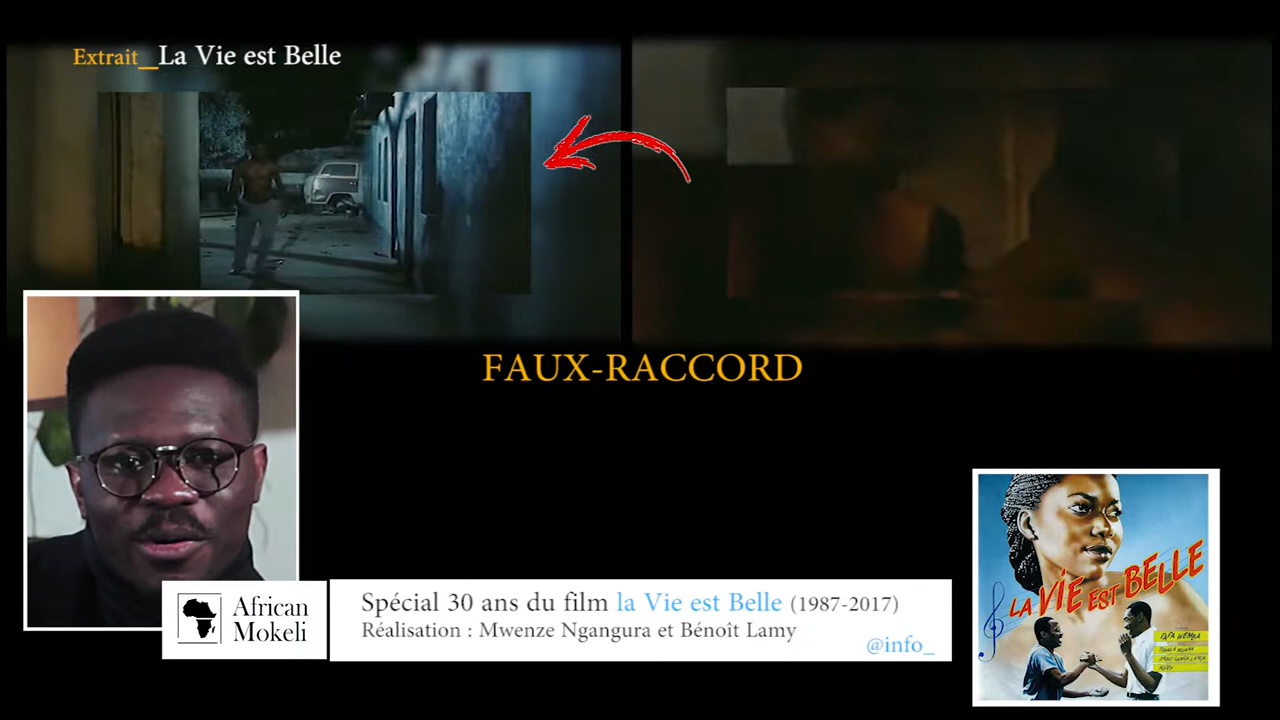 Extrait_La Vie est Belle
FAUX-RACCORD
African
Mokeli
Spécial 30 ans du film la Vie est Belle (1987-2017)
Réalisation : Mwenze Ngangura et Bénoît Lamy
@info_
LA VIE EST BELLE
PAPA WEMBA